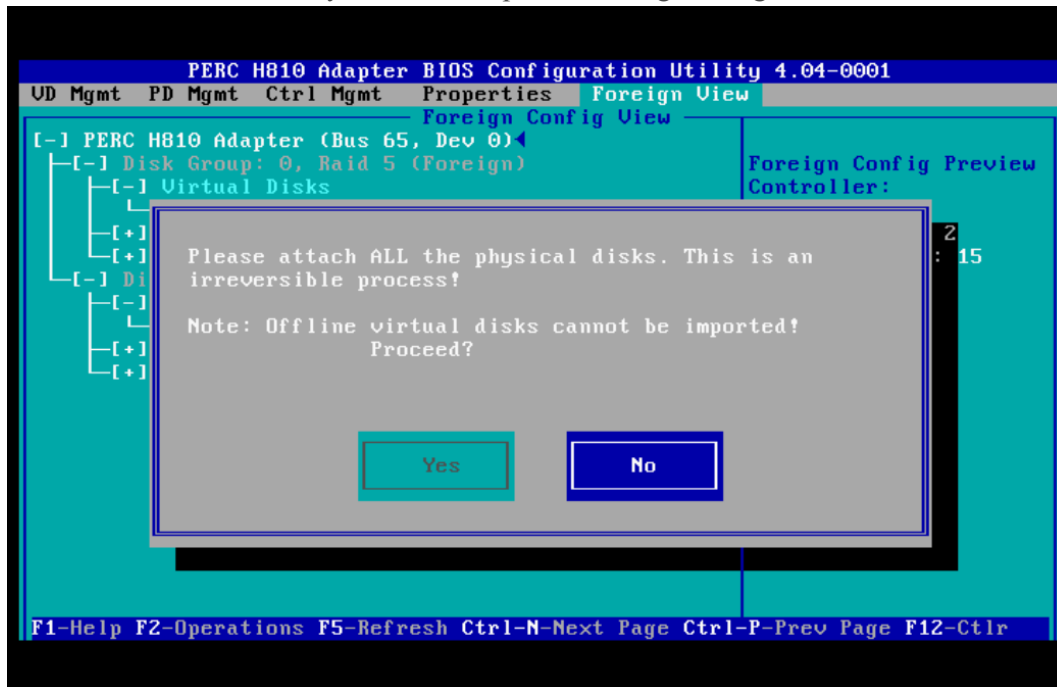 PERC H810 Adapter BIOS Configuration Utility 4.04-0001
VD Mgmt PD Mgmt Ctrl Mgmt Properties Foreign View
Foreign Config View
[-] PERC H810 Adapter (Bus 65, Dev 0)
[-] Disk Group: 0, Raid 5 (Foreign)
[-] Virtual Disks
Foreign Config Preview
Controller:
[+]
2
[+]
: 15
[-] Di
[-]
[+]
[+]
Please attach ALL the physical disks. This is an
irreversible process!
Note: Offline virtual disks cannot be imported!
Proceed?
Yes No
F1-Help F2-Operations F5-Refresh Ctrl-N-Next Page Ctrl-P-Prev Page F12-Ctlr